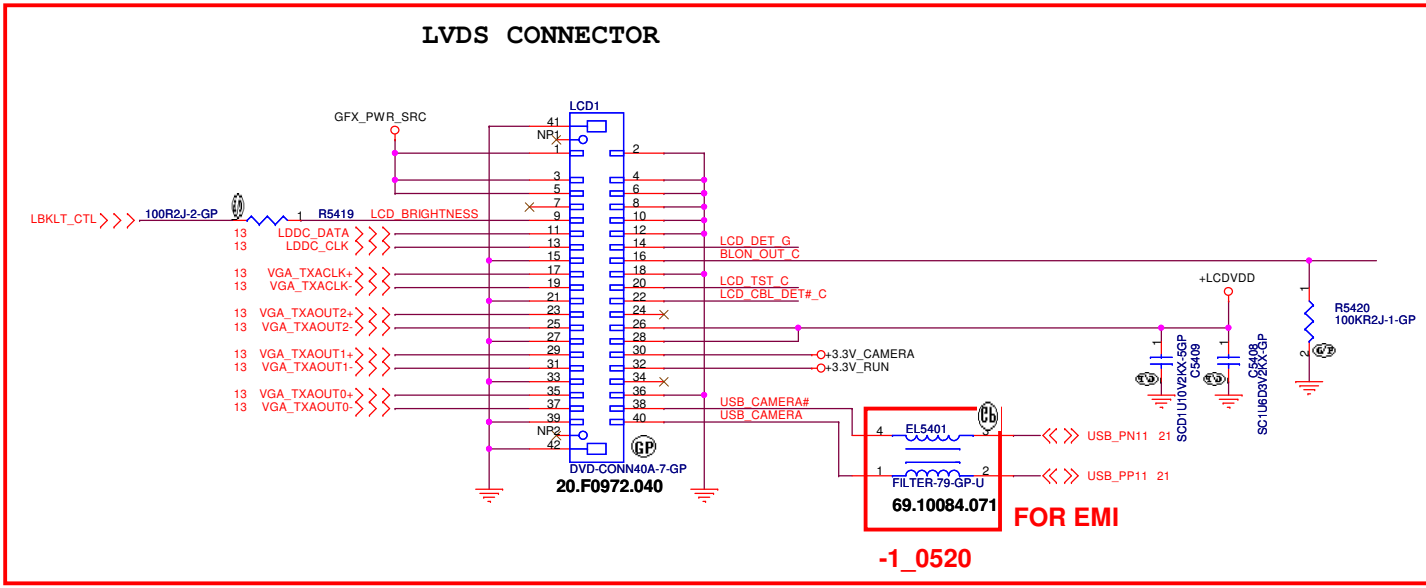 LVDS CONNECTOR
LCD1
GFX_PWR_SRC
41
NP1
1 2
3 4
5 6
7 8
LBKLT_CTL 100R2J-2-GP 1 R5419 LCD_BRIGHTNESS 9 10
13 LDDC_DATA 11 12
13 LDDC_CLK 13 14 LCD_DET_G
15 16 BLON_OUT_C
13 VGA_TXACLK+ 17 18
13 VGA_TXACLK- 19 20 LCD_TST_C
21 22 LCD_CBL_DET#_C
13 VGA_TXAOUT2+ 23 24
13 VGA_TXAOUT2- 25 26
27 28
13 VGA_TXAOUT1+ 29 30 +3.3V_CAMERA
13 VGA_TXAOUT1- 31 32 +3.3V_RUN
33 34
13 VGA_TXAOUT0+ 35 36
13 VGA_TXAOUT0- 37 38 USB_CAMERA#
39 40 USB_CAMERA
NP2
42
GP
DVD-CONN40A-7-GP
20.F0972.040
+LCDVDD
1
R5420
100KR2J-1-GP
2
1
C5409
SCD1U10V2KX-5GP
1
C5408
SC1U6D3V2KX-GP
4 EL5401 3 USB_PN11 21
1 2 USB_PP11 21
FILTER-79-GP-U
69.10084.071
FOR EMI
-1_0520